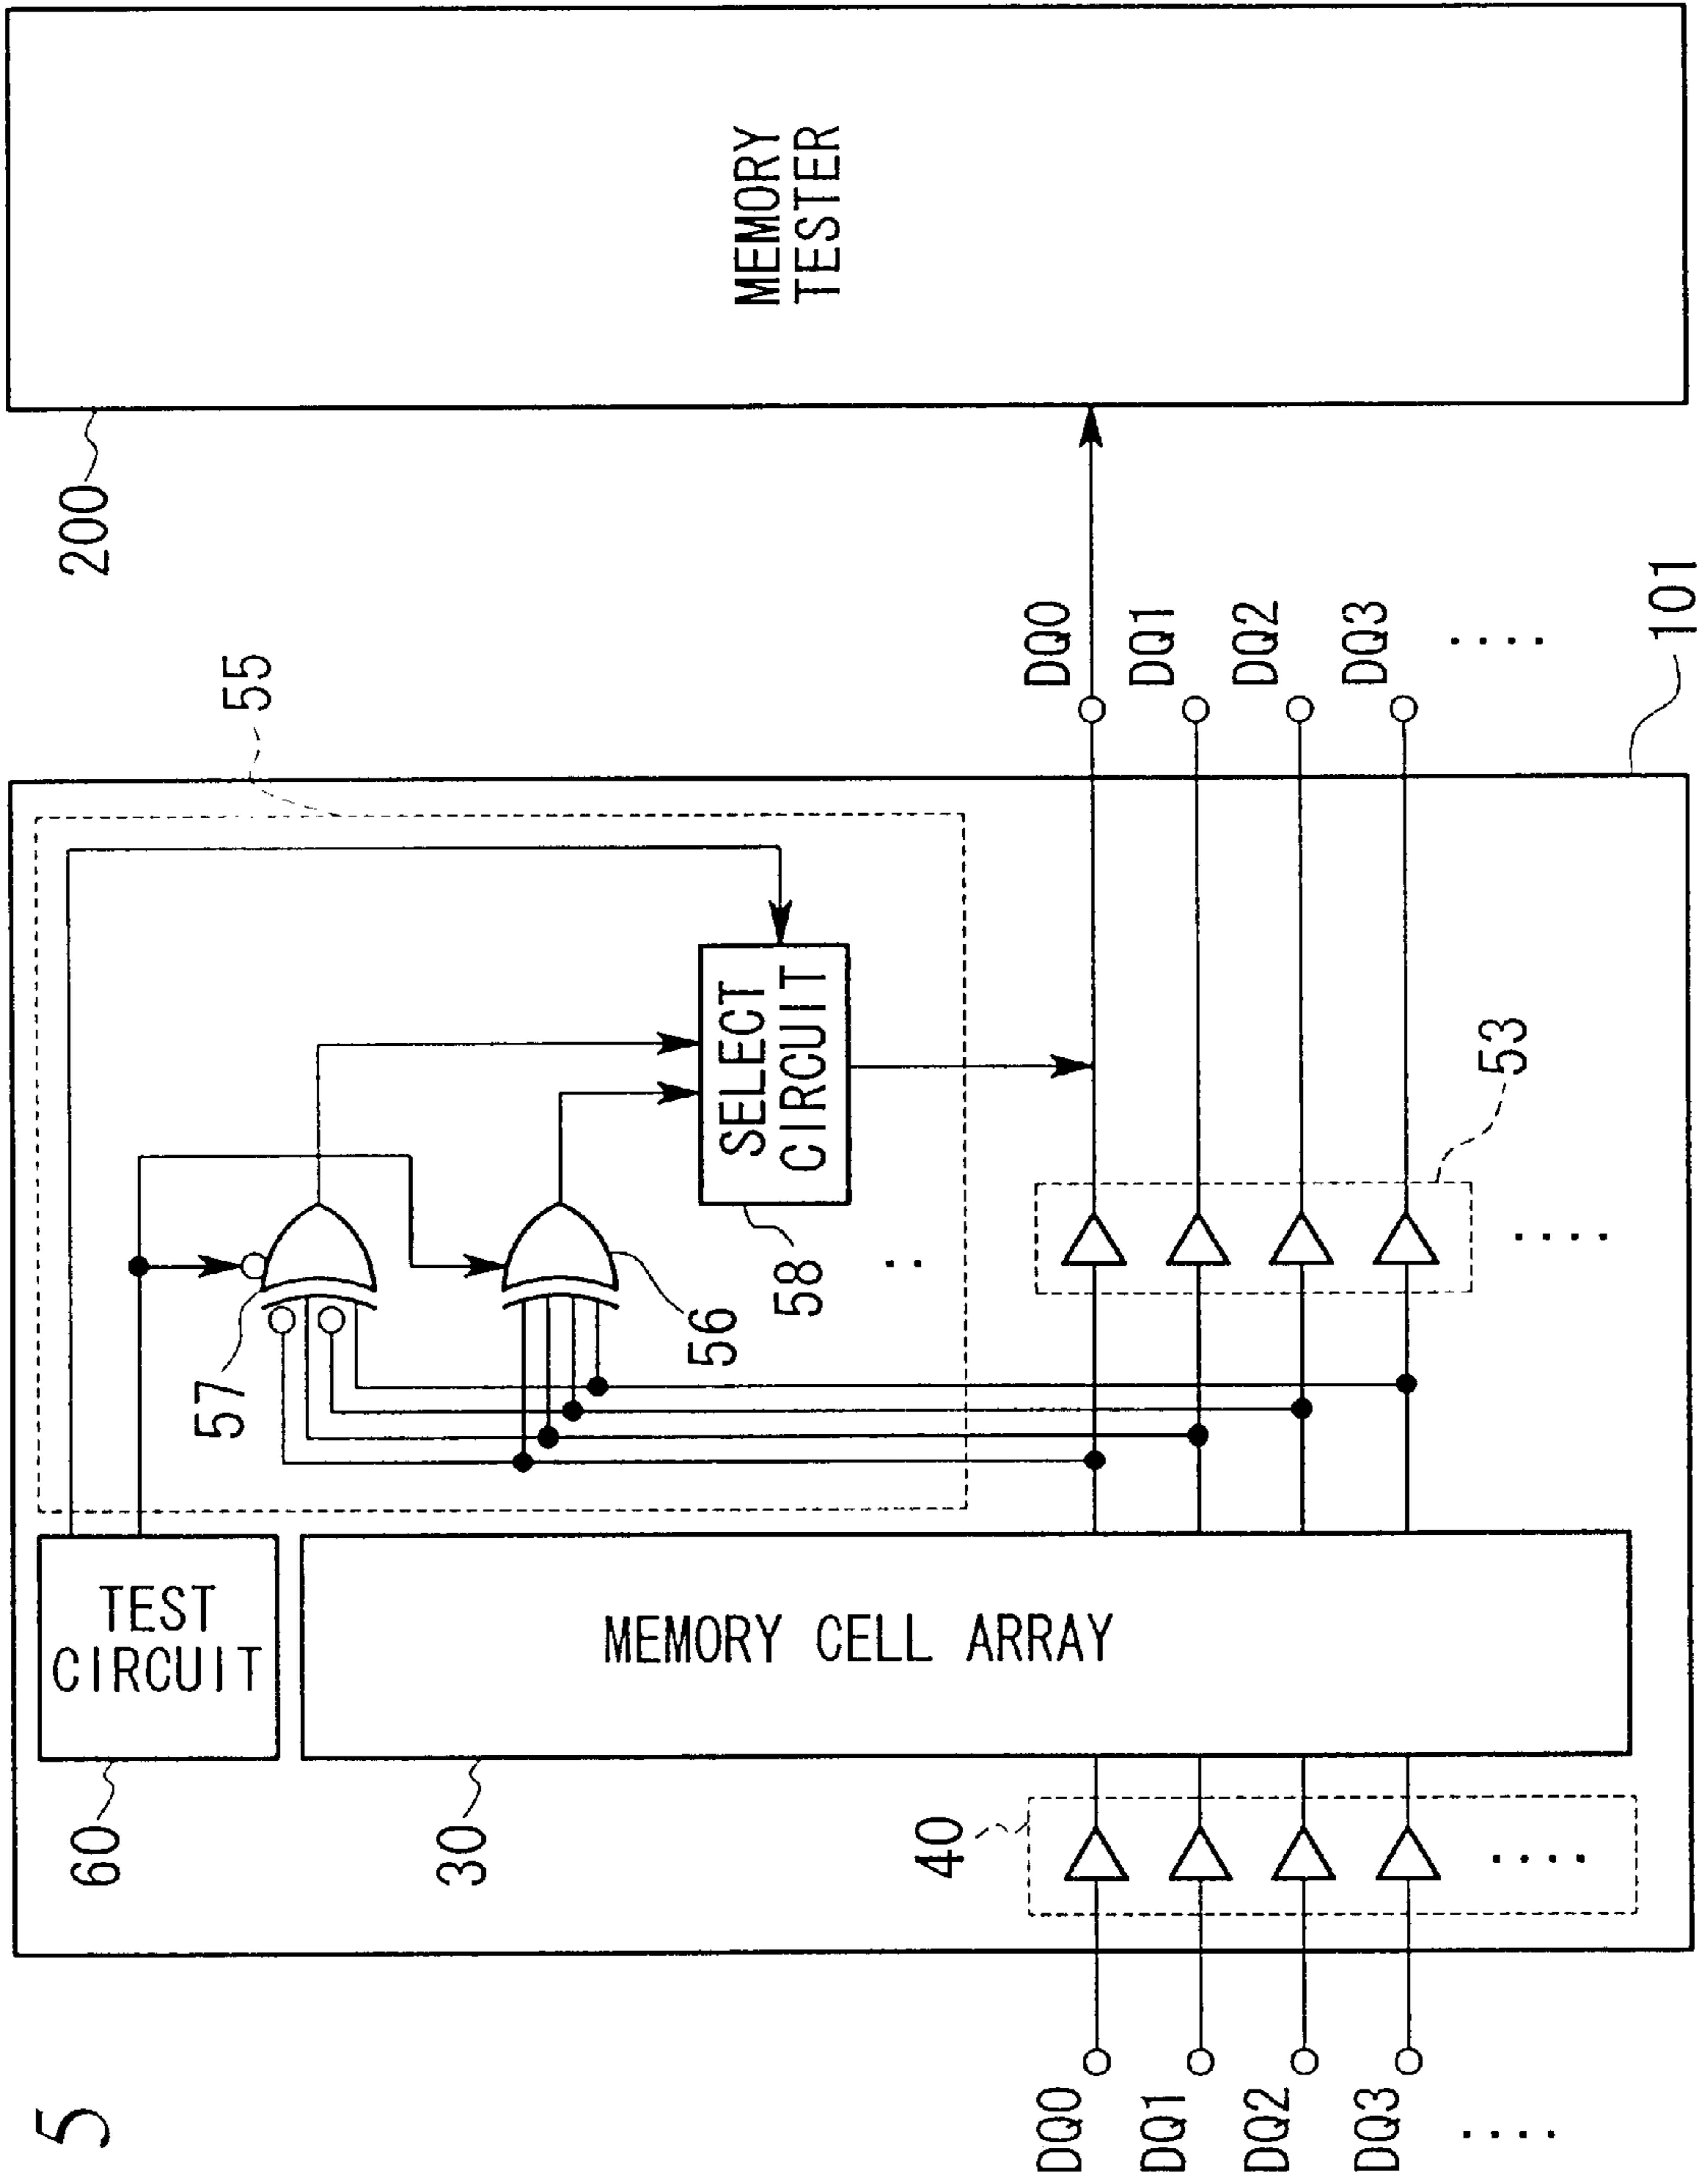 5
60
TEST
CIRCUIT
57
55
200
30
MEMORY CELL ARRAY
56
58
SELECT
CIRCUIT
MEMORY
TESTER
40
53
101
DQ0
DQ1
DQ2
DQ3
....
....
....
..
DQ0
DQ1
DQ2
DQ3
....